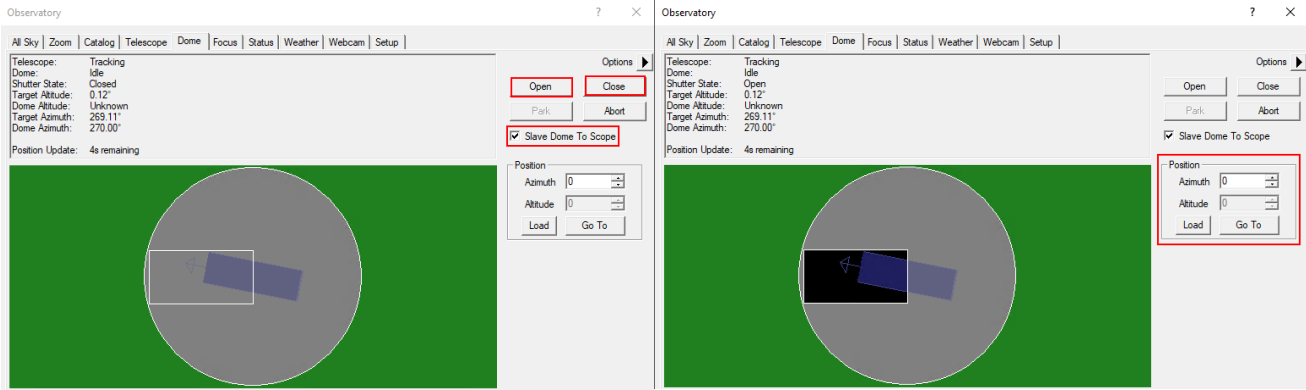 Observatory ? ×
All Sky Zoom Catalog Telescope Dome Focus Status Weather Webcam Setup
Telescope: Tracking
Dome: Idle
Shutter State: Closed
Target Altitude: 0.12°
Dome Altitude: Unknown
Target Azimuth: 269.11°
Dome Azimuth: 270.00°
Position Update: 4s remaining
Options
Open Close
Park Abort
Slave Dome To Scope
Position
Azimuth 0
Altitude 0
Load Go To
Observatory ? ×
All Sky Zoom Catalog Telescope Dome Focus Status Weather Webcam Setup
Telescope: Tracking
Dome: Idle
Shutter State: Open
Target Altitude: 0.12°
Dome Altitude: Unknown
Target Azimuth: 269.11°
Dome Azimuth: 270.00°
Position Update: 4s remaining
Options
Open Close
Park Abort
Slave Dome To Scope
Position
Azimuth 0
Altitude 0
Load Go To